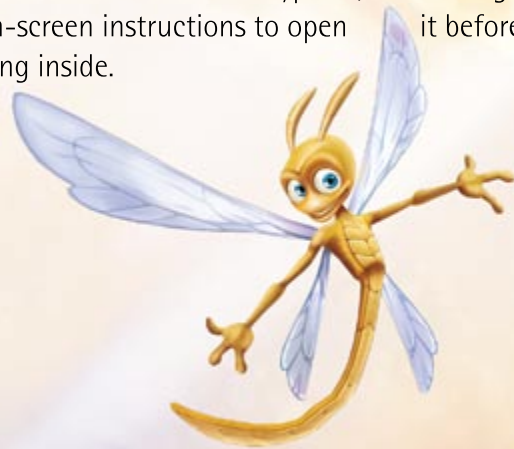 n-screen instructions to open
ng inside.
it before